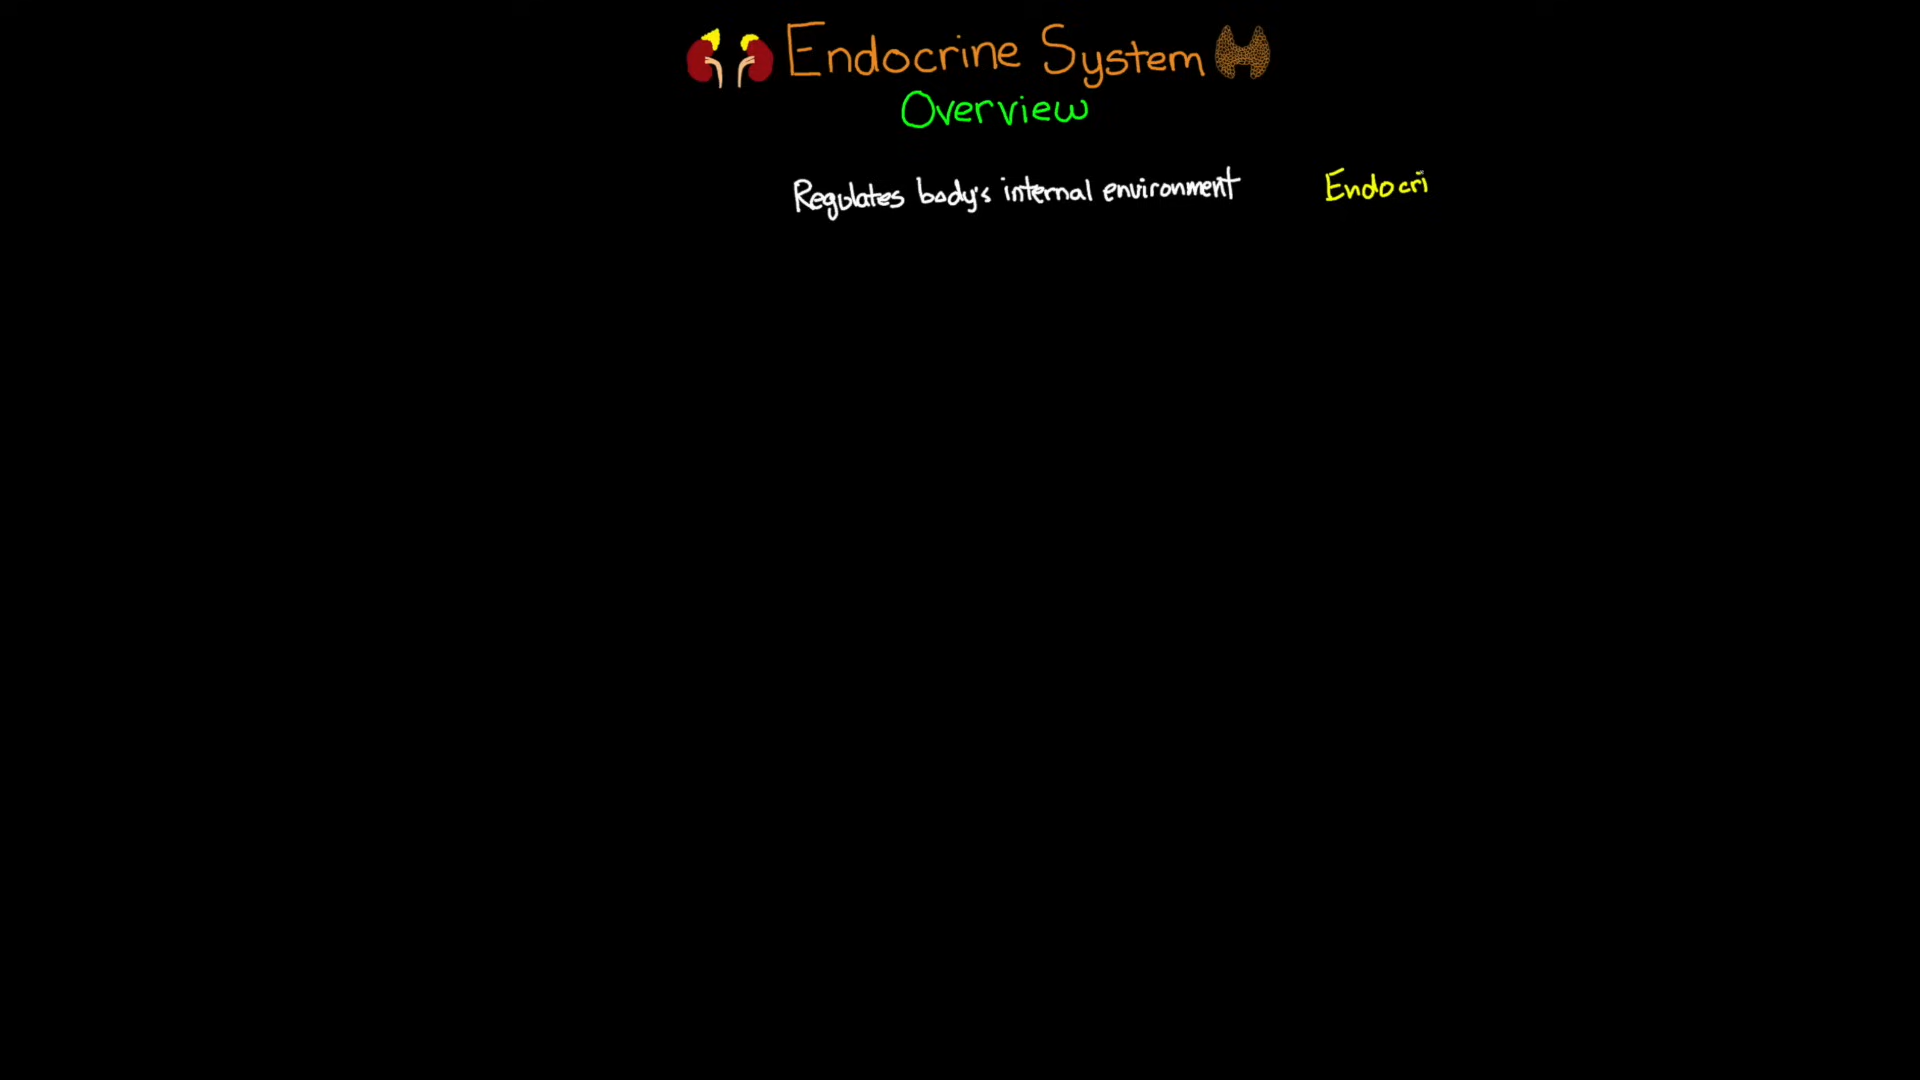 Endocrine System
Overview
Regulates body's internal environment Endocri